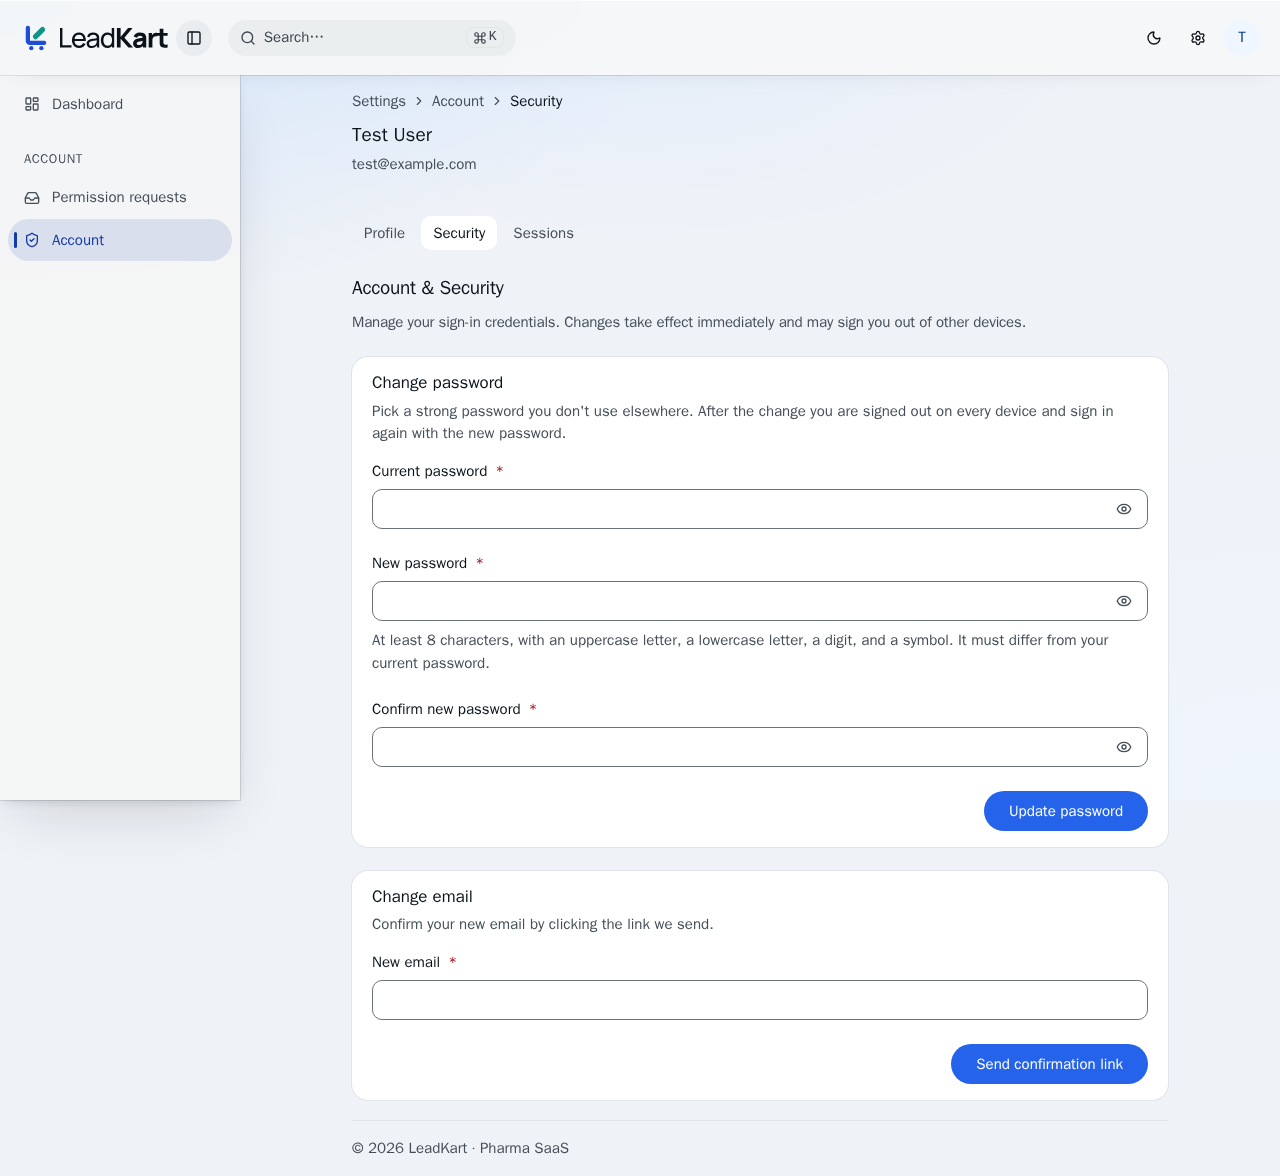 LeadKart
Search…
⌘K
T
Dashboard
ACCOUNT
Permission requests
Account
Settings > Account > Security
Test User
test@example.com
Profile
Security
Sessions
Account & Security
Manage your sign-in credentials. Changes take effect immediately and may sign you out of other devices.
Change password
Pick a strong password you don't use elsewhere. After the change you are signed out on every device and sign in
again with the new password.
Current password *
New password *
At least 8 characters, with an uppercase letter, a lowercase letter, a digit, and a symbol. It must differ from your
current password.
Confirm new password *
Update password
Change email
Confirm your new email by clicking the link we send.
New email *
Send confirmation link
© 2026 LeadKart · Pharma SaaS